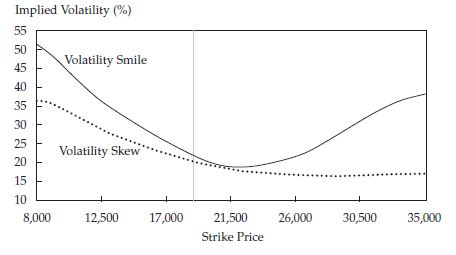 Implied Volatility (%)
55
50
Volatility Smile
45
40
35
30
25
Volatility Skew
20
15
10
8,000 12,500 17,000 21,500 26,000 30,500 35,000
Strike Price